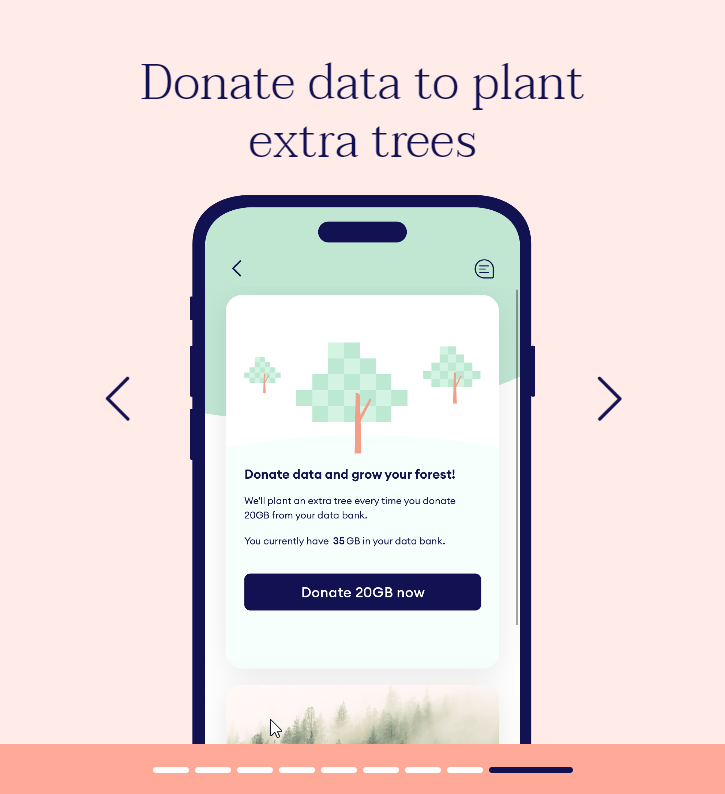 Donate data to plant
extra trees
Donate data and grow your forest!
We'll plant an extra tree every time you donate
20GB from your data bank.
You currently have 35GB in your data bank.
Donate 20GB now